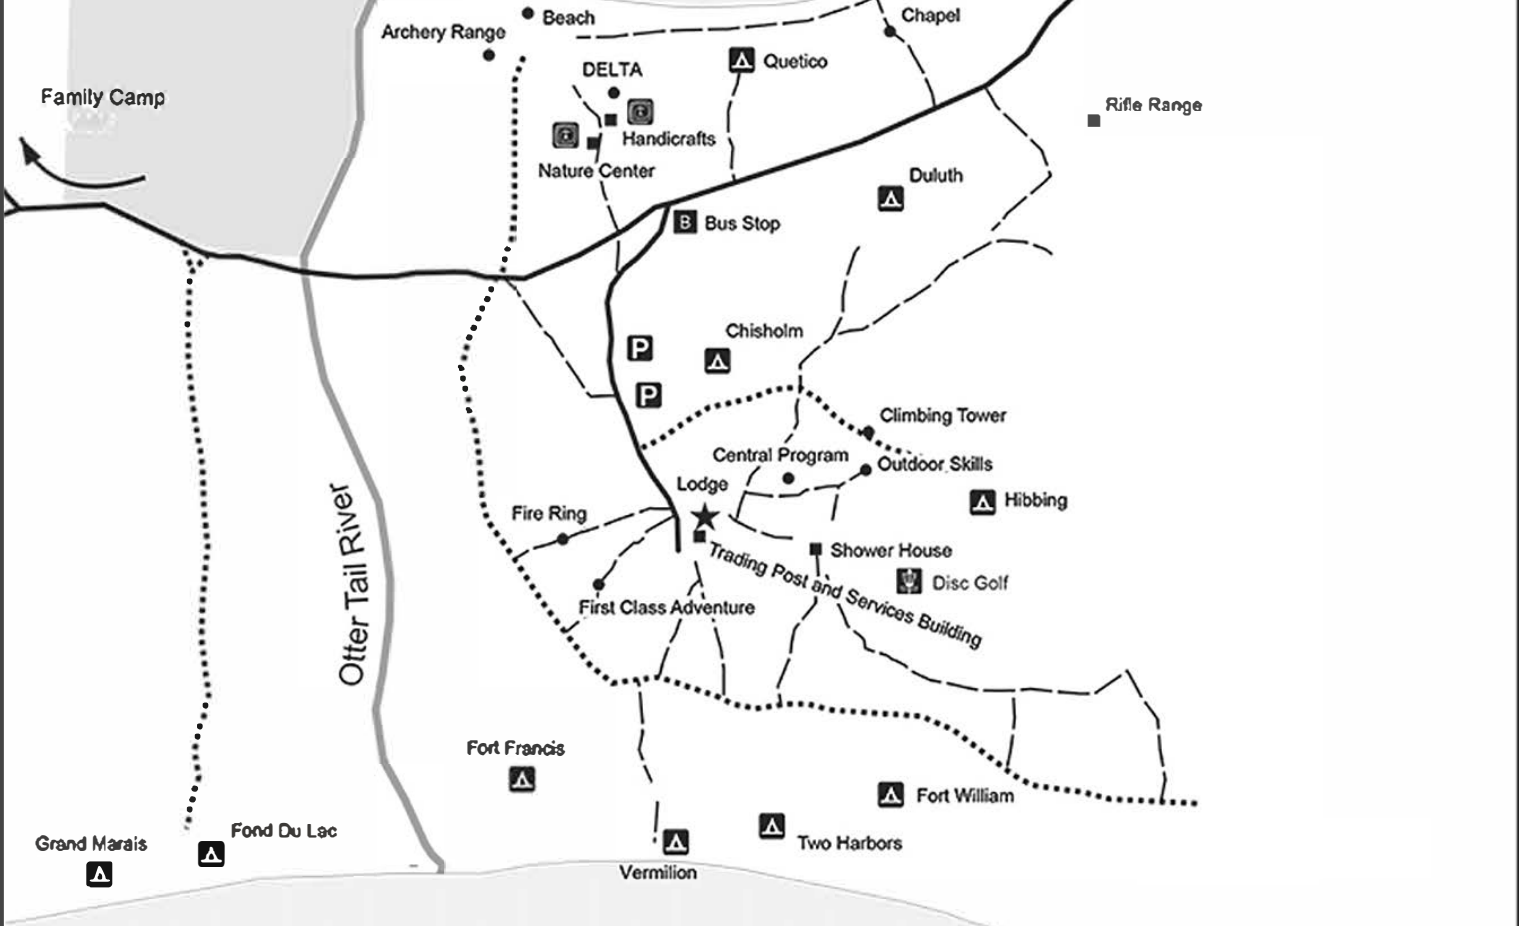 Beach
Chapel
Archery Range
Quetico
DELTA
Family Camp
Rifle Range
Handicrafts
Nature Center
Duluth
B Bus Stop
Chisholm
P
P
Climbing Tower
Central Program
Outdoor Skills
Lodge
Hibbing
Fire Ring
Shower House
Trading Post and Services Building
Disc Golf
Otter Tail River
First Class Adventure
Fort Francis
Fort William
Fond Du Lac
Grand Marais
Two Harbors
Vermilion